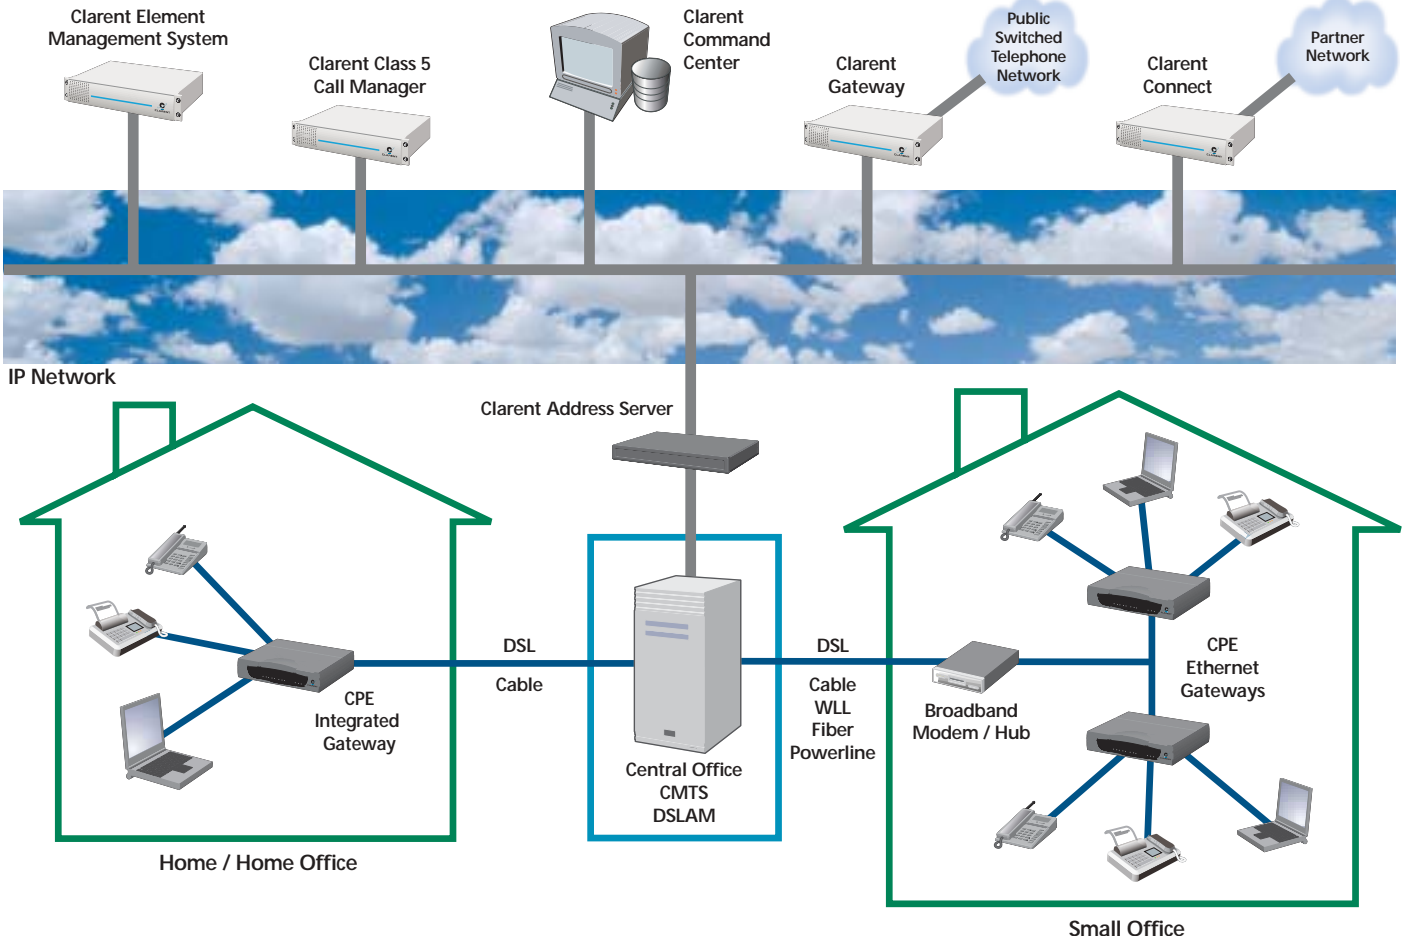 Clarent Element
Management System
Clarent Class 5
Call Manager
Clarent
Command
Center
Clarent
Gateway
Public
Switched
Telephone
Network
Clarent
Connect
Partner
Network
IP Network
Clarent Address Server
DSL
Cable
CPE
Integrated
Gateway
Central Office
CMTS
DSLAM
DSL
Cable
WLL
Fiber
Powerline
Broadband
Modem / Hub
CPE
Ethernet
Gateways
Home / Home Office
Small Office